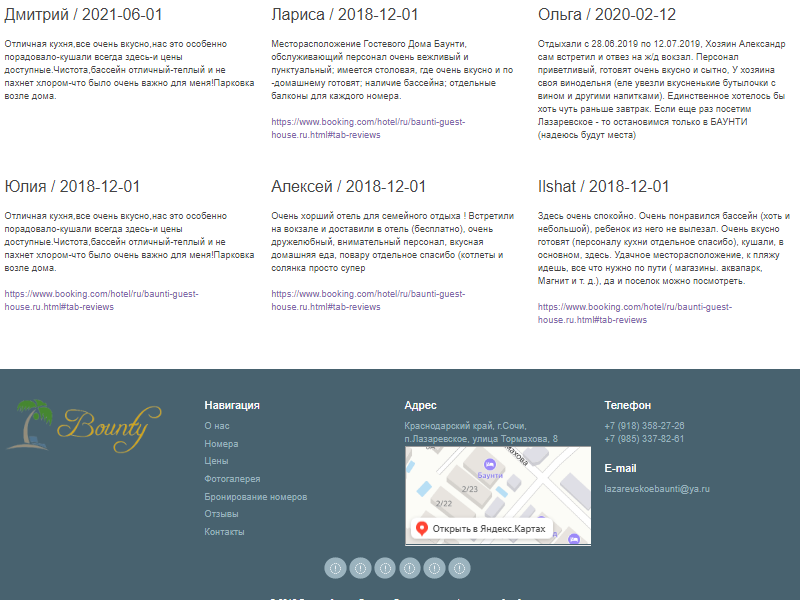 Дмитрий / 2021-06-01
Отличная кухня,все очень вкусно,нас это особенно
порадовало-кушали всегда здесь-и цены
доступные.Чистота,бассейн отличный-теплый и не
пахнет хлором-что было очень важно для меня!Парковка
возле дома.
Лариса / 2018-12-01
Месторасположение Гостевого Дома Баунти,
обслуживающий персонал очень вежливый и
пунктуальный; имеется столовая, где очень вкусно и по
-домашнему готовят; наличие бассейна; отдельные
балконы для каждого номера.
https://www.booking.com/hotel/ru/baunti-guest-
house.ru.html#tab-reviews
Ольга / 2020-02-12
Отдыхали с 28.06.2019 по 12.07.2019, Хозяин Александр
сам встретил и отвез на ж/д вокзал. Персонал
приветливый, готовят очень вкусно и сытно, У хозяина
своя винодельня (еле увезли вкусненькие бутылочки с
вином и другими напитками). Единственное хотелось бы
хоть чуть раньше завтрак. Если еще раз посетим
Лазаревское - то остановимся только в БАУНТИ
(надеюсь будут места)
Юлия / 2018-12-01
Отличная кухня,все очень вкусно,нас это особенно
порадовало-кушали всегда здесь-и цены
доступные.Чистота,бассейн отличный-теплый и не
пахнет хлором-что было очень важно для меня!Парковка
возле дома.
https://www.booking.com/hotel/ru/baunti-guest-
house.ru.html#tab-reviews
Алексей / 2018-12-01
Очень хорший отель для семейного отдыха ! Встретили
на вокзале и доставили в отель (бесплатно), очень
дружелюбный, внимательный персонал, вкусная
домашняя еда, повару отдельное спасибо (котлеты и
солянка просто супер
https://www.booking.com/hotel/ru/baunti-guest-
house.ru.html#tab-reviews
Ilshat / 2018-12-01
Здесь очень спокойно. Очень понравился бассейн (хоть и
небольшой), ребенок из него не вылезал. Очень вкусно
готовят (персоналу кухни отдельное спасибо), кушали, в
основном, здесь. Удачное месторасположение, к пляжу
идешь, все что нужно по пути ( магазины. аквапарк,
Магнит и т. д.), да и поселок можно посмотреть.
https://www.booking.com/hotel/ru/baunti-guest-
house.ru.html#tab-reviews
Bounty
Навигация
О нас
Номера
Цены
Фотогалерея
Бронирование номеров
Отзывы
Контакты
Адрес
Краснодарский край, г.Сочи,
п.Лазаревское, улица Тормахова, 8
Баунти
2/23
2/22
Открыть в Яндекс.Картах
Телефон
+7 (918) 358-27-26
+7 (985) 337-82-61
E-mail
lazarevskoebaunti@ya.ru